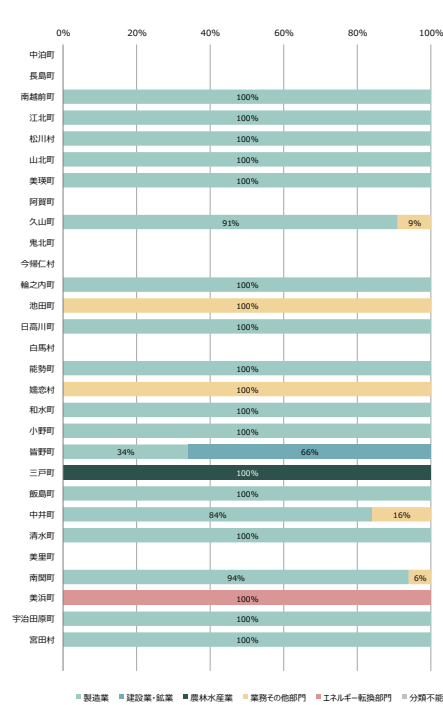 0% 20% 40% 60% 80% 100%
中泊町
長島町
南越前町 100%
江北町 100%
松川村 100%
山北町 100%
美瑛町 100%
阿賀町
久山町 91% 9%
鬼北町
今帰仁村
輪之内町 100%
池田町 100%
日高川町 100%
白馬村
能勢町 100%
嬬恋村 100%
和水町 100%
小野町 100%
皆野町 34% 66%
三戸町 100%
飯島町 100%
中井町 84% 16%
清水町 100%
美里町
南関町 94% 6%
美浜町 100%
宇治田原町 100%
宮田村 100%
製造業 建設業・鉱業 農林水産業 業務その他部門 エネルギー転換部門 分類不能